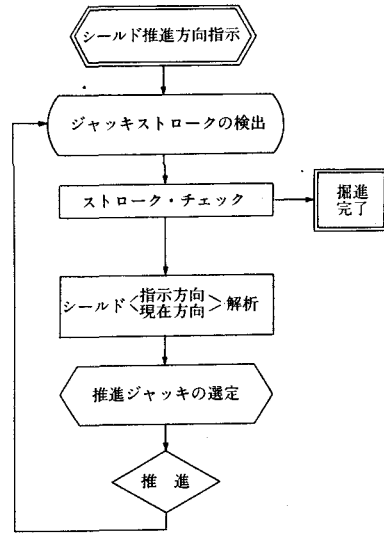 シールド推進方向指示
ジャッキストロークの検出
ストローク・チェック
掘進
完了
シールド<指示方向
現在方向>解析
推進ジャッキの選定
推進